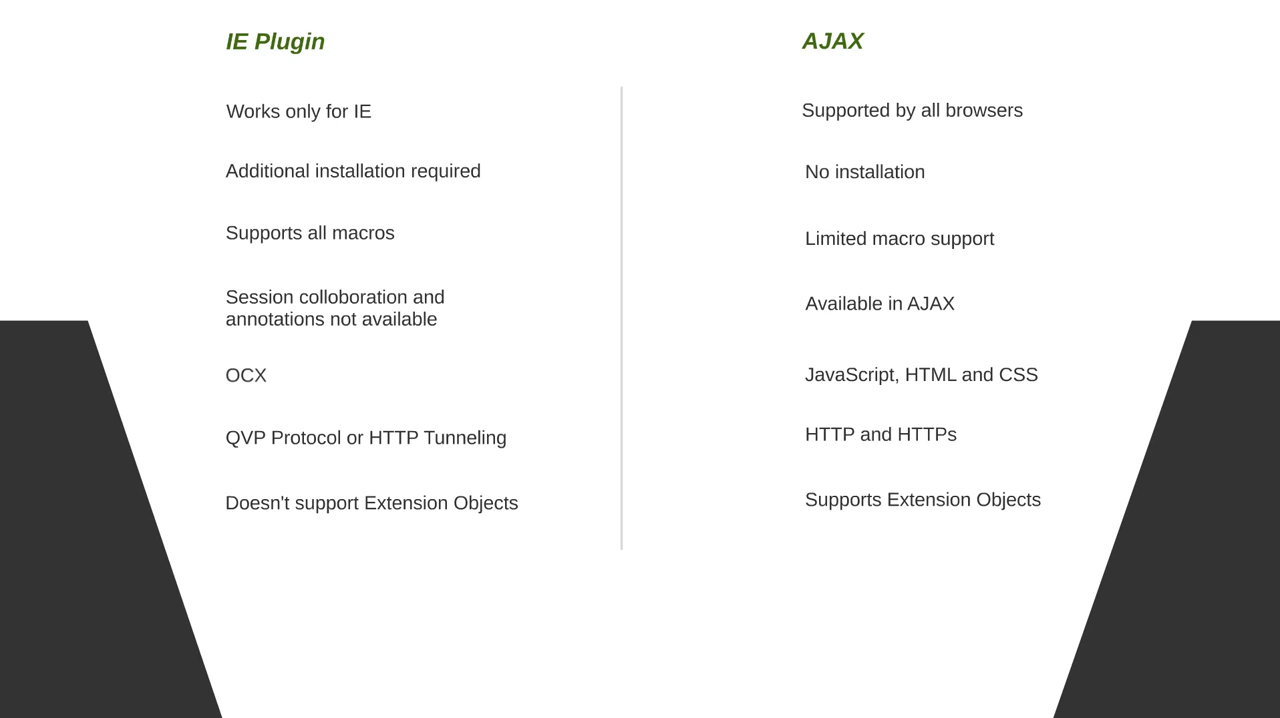 IE Plugin
AJAX
Works only for IE
Supported by all browsers
Additional installation required
No installation
Supports all macros
Limited macro support
Session colloboration and
annotations not available
Available in AJAX
OCX
JavaScript, HTML and CSS
QVP Protocol or HTTP Tunneling
HTTP and HTTPs
Doesn't support Extension Objects
Supports Extension Objects